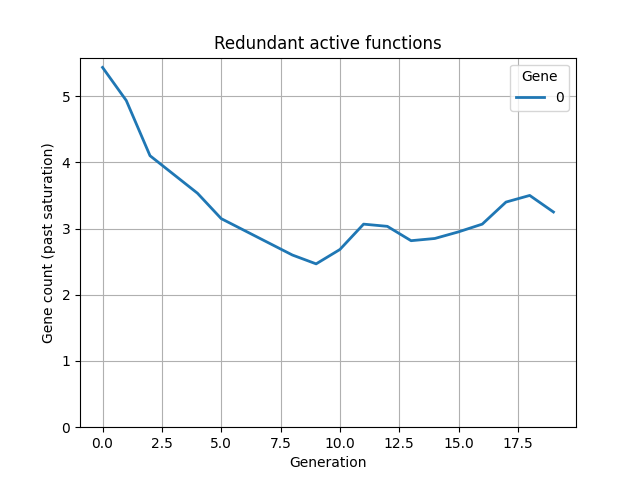 Redundant active functions
Gene
0
Gene count (past saturation)
5
4
3
2
1
0
0.0 2.5 5.0 7.5 10.0 12.5 15.0 17.5
Generation